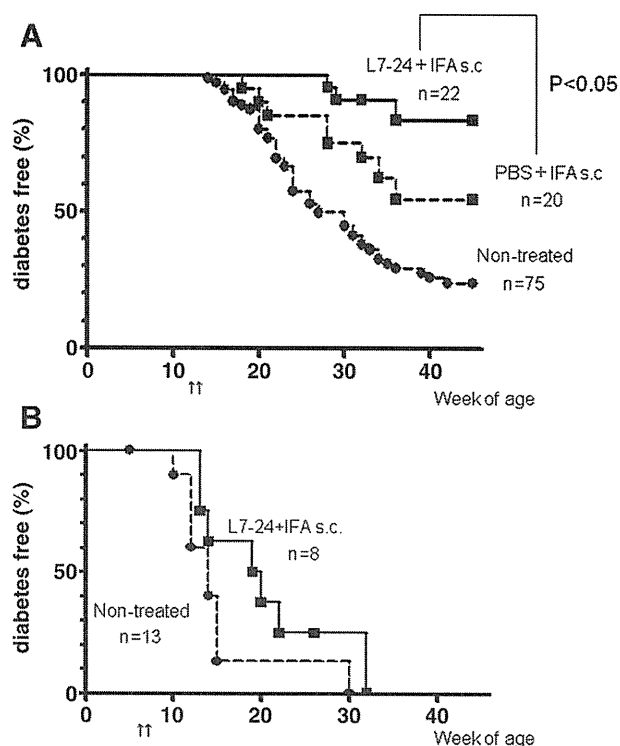 A
L7-24+IFA s.c
n=22
P<0.05
PBS+IFA s.c
n=20
Non-treated
n=75
diabetes free (%)
100
50
0
0 10 20 30 40
↑↑
Week of age
B
L7-24+IFA s.c.
n=8
Non-treated
n=13
diabetes free (%)
100
50
0
0 10 20 30 40
↑↑
Week of age